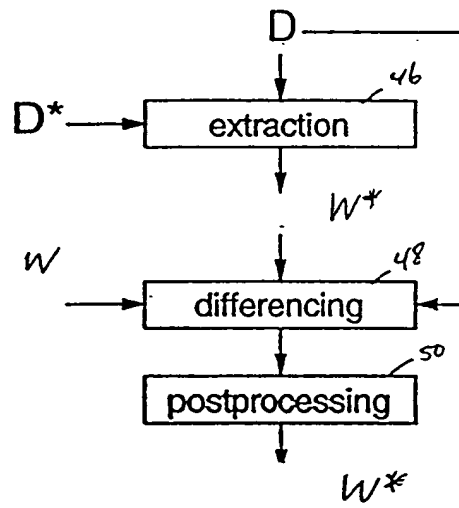 D
46
D* extraction
W*
W 48
differencing
50
postprocessing
W*